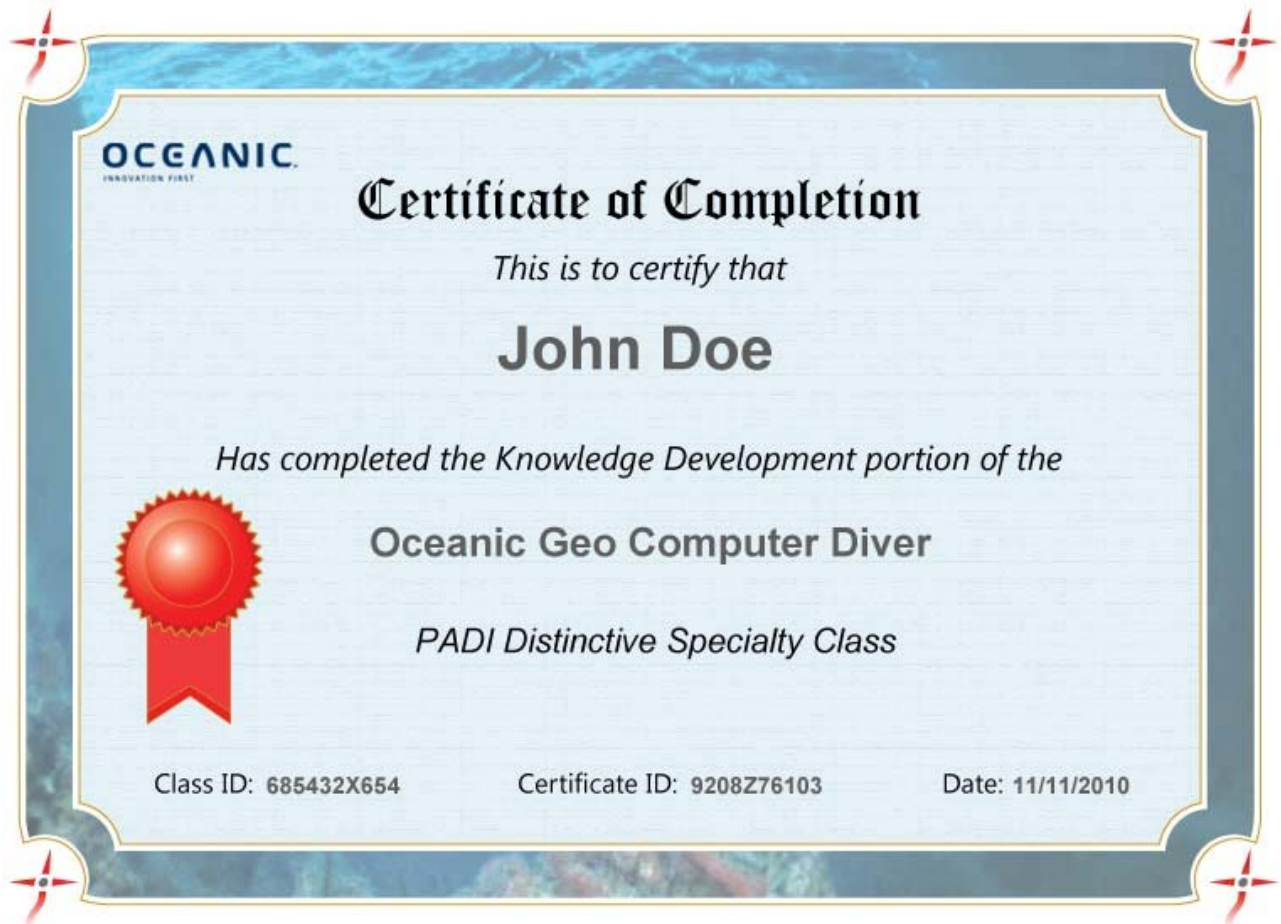 OCEANIC
INNOVATION FIRST
Certificate of Completion
This is to certify that
John Doe
Has completed the Knowledge Development portion of the
Oceanic Geo Computer Diver
PADI Distinctive Specialty Class
Class ID: 685432X654 Certificate ID: 9208Z76103 Date: 11/11/2010